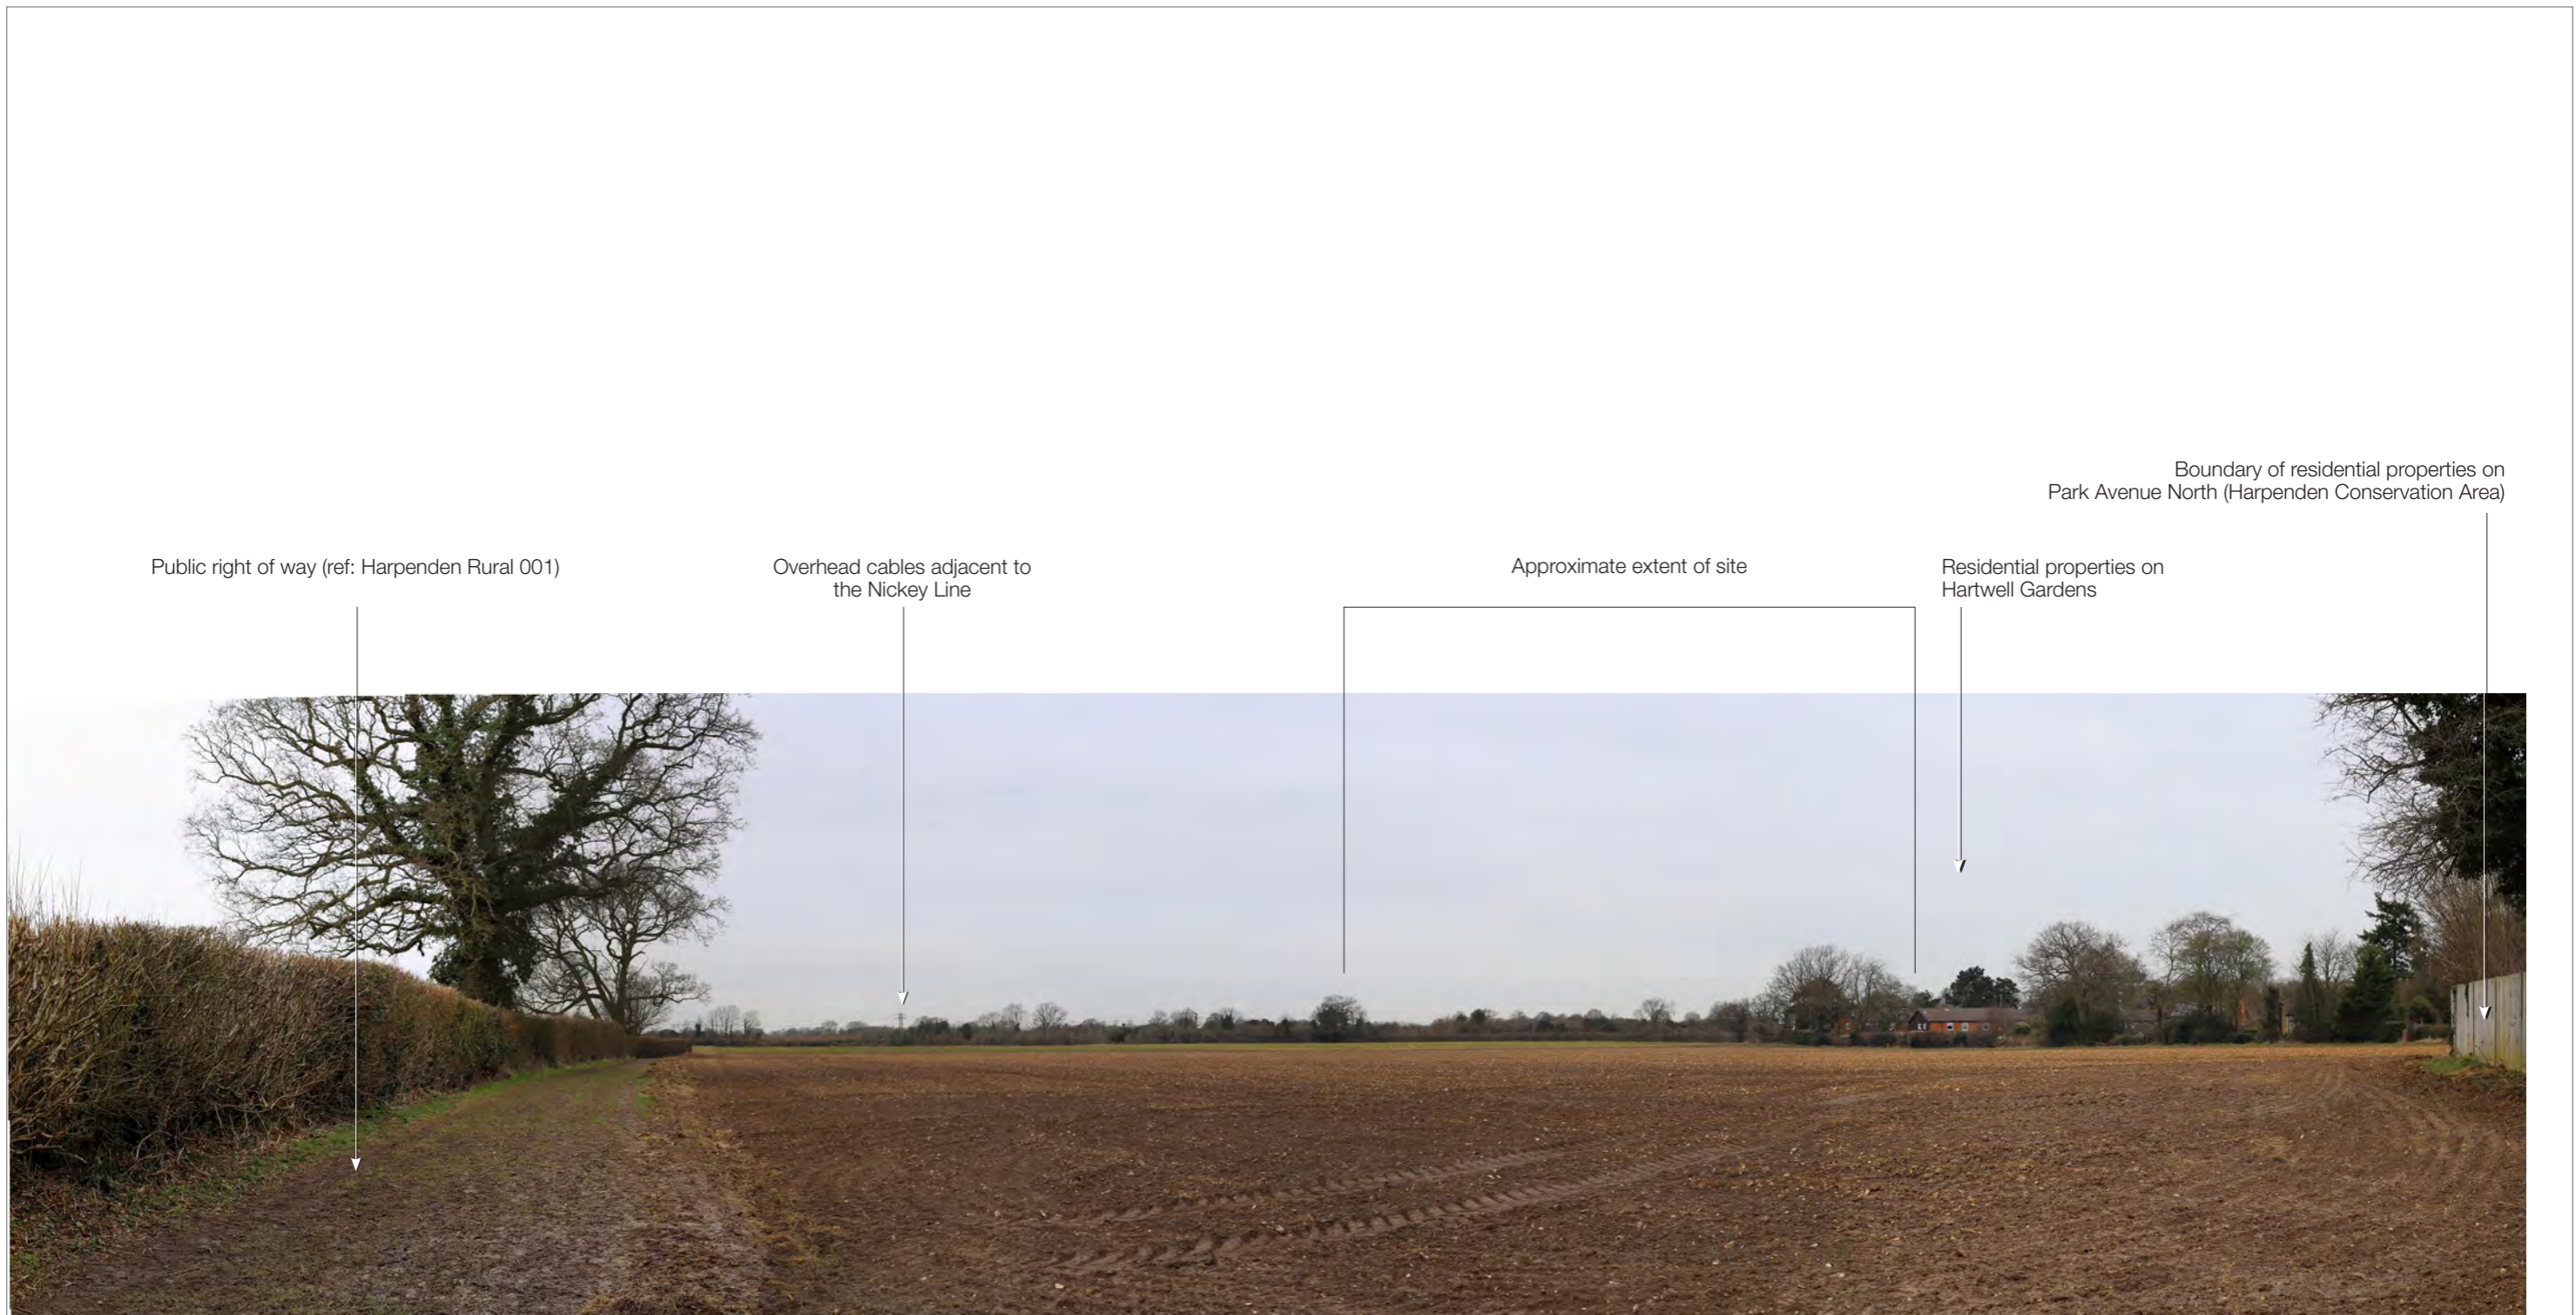 Boundary of residential properties on
Park Avenue North (Harpenden Conservation Area)
Public right of way (ref: Harpenden Rural 001)
Overhead cables adjacent to
the Nickey Line
Approximate extent of site
Residential properties on
Hartwell Gardens